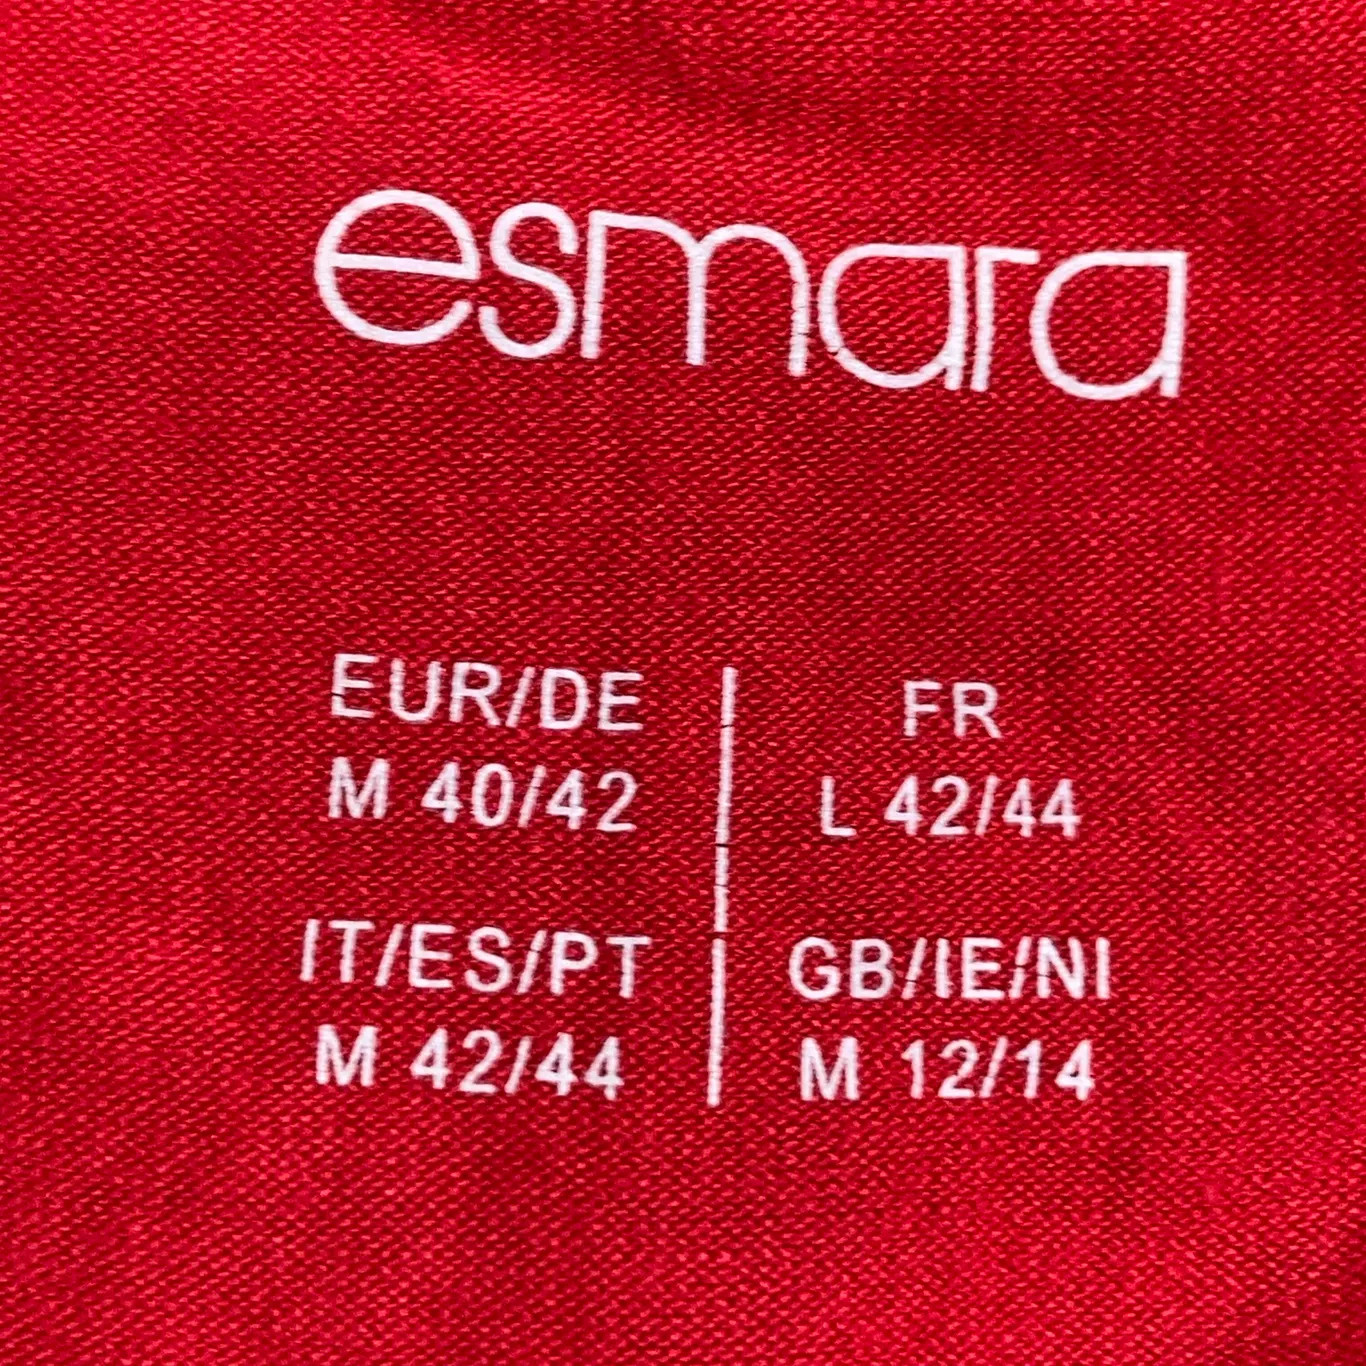 esmara
EUR/DE
M 40/42
FR
L 42/44
IT/ES/PT
M 42/44
GB/IE/NI
M 12/14